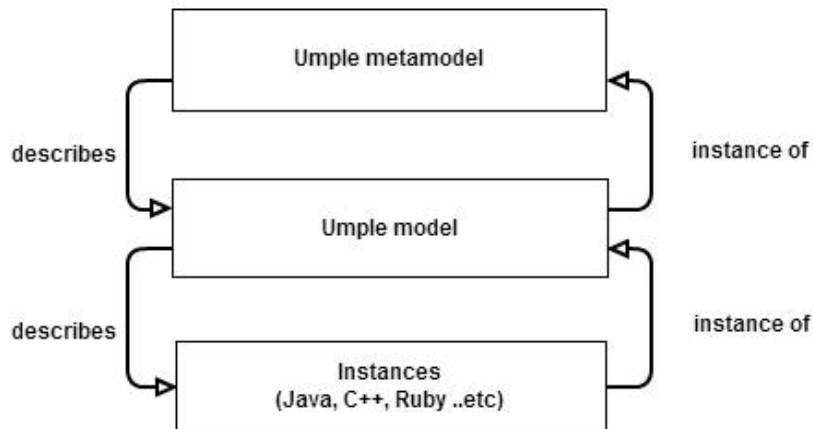 Umple metamodel
describes
instance of
Umple model
describes
instance of
Instances
(Java, C++, Ruby ..etc)